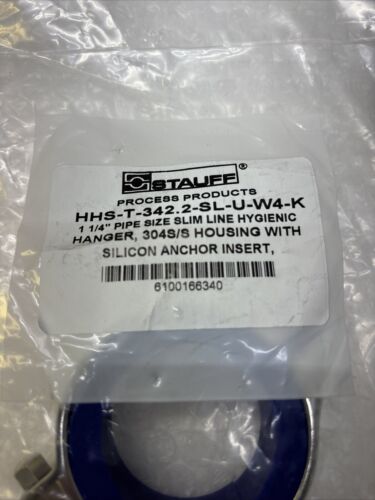 STAUFF®
PROCESS PRODUCTS
HHS-T-342.2-SL-U-W4-K
1 1/4" PIPE SIZE SLIM LINE HYGIENIC
HANGER, 304S/S HOUSING WITH
SILICON ANCHOR INSERT,
6100166340